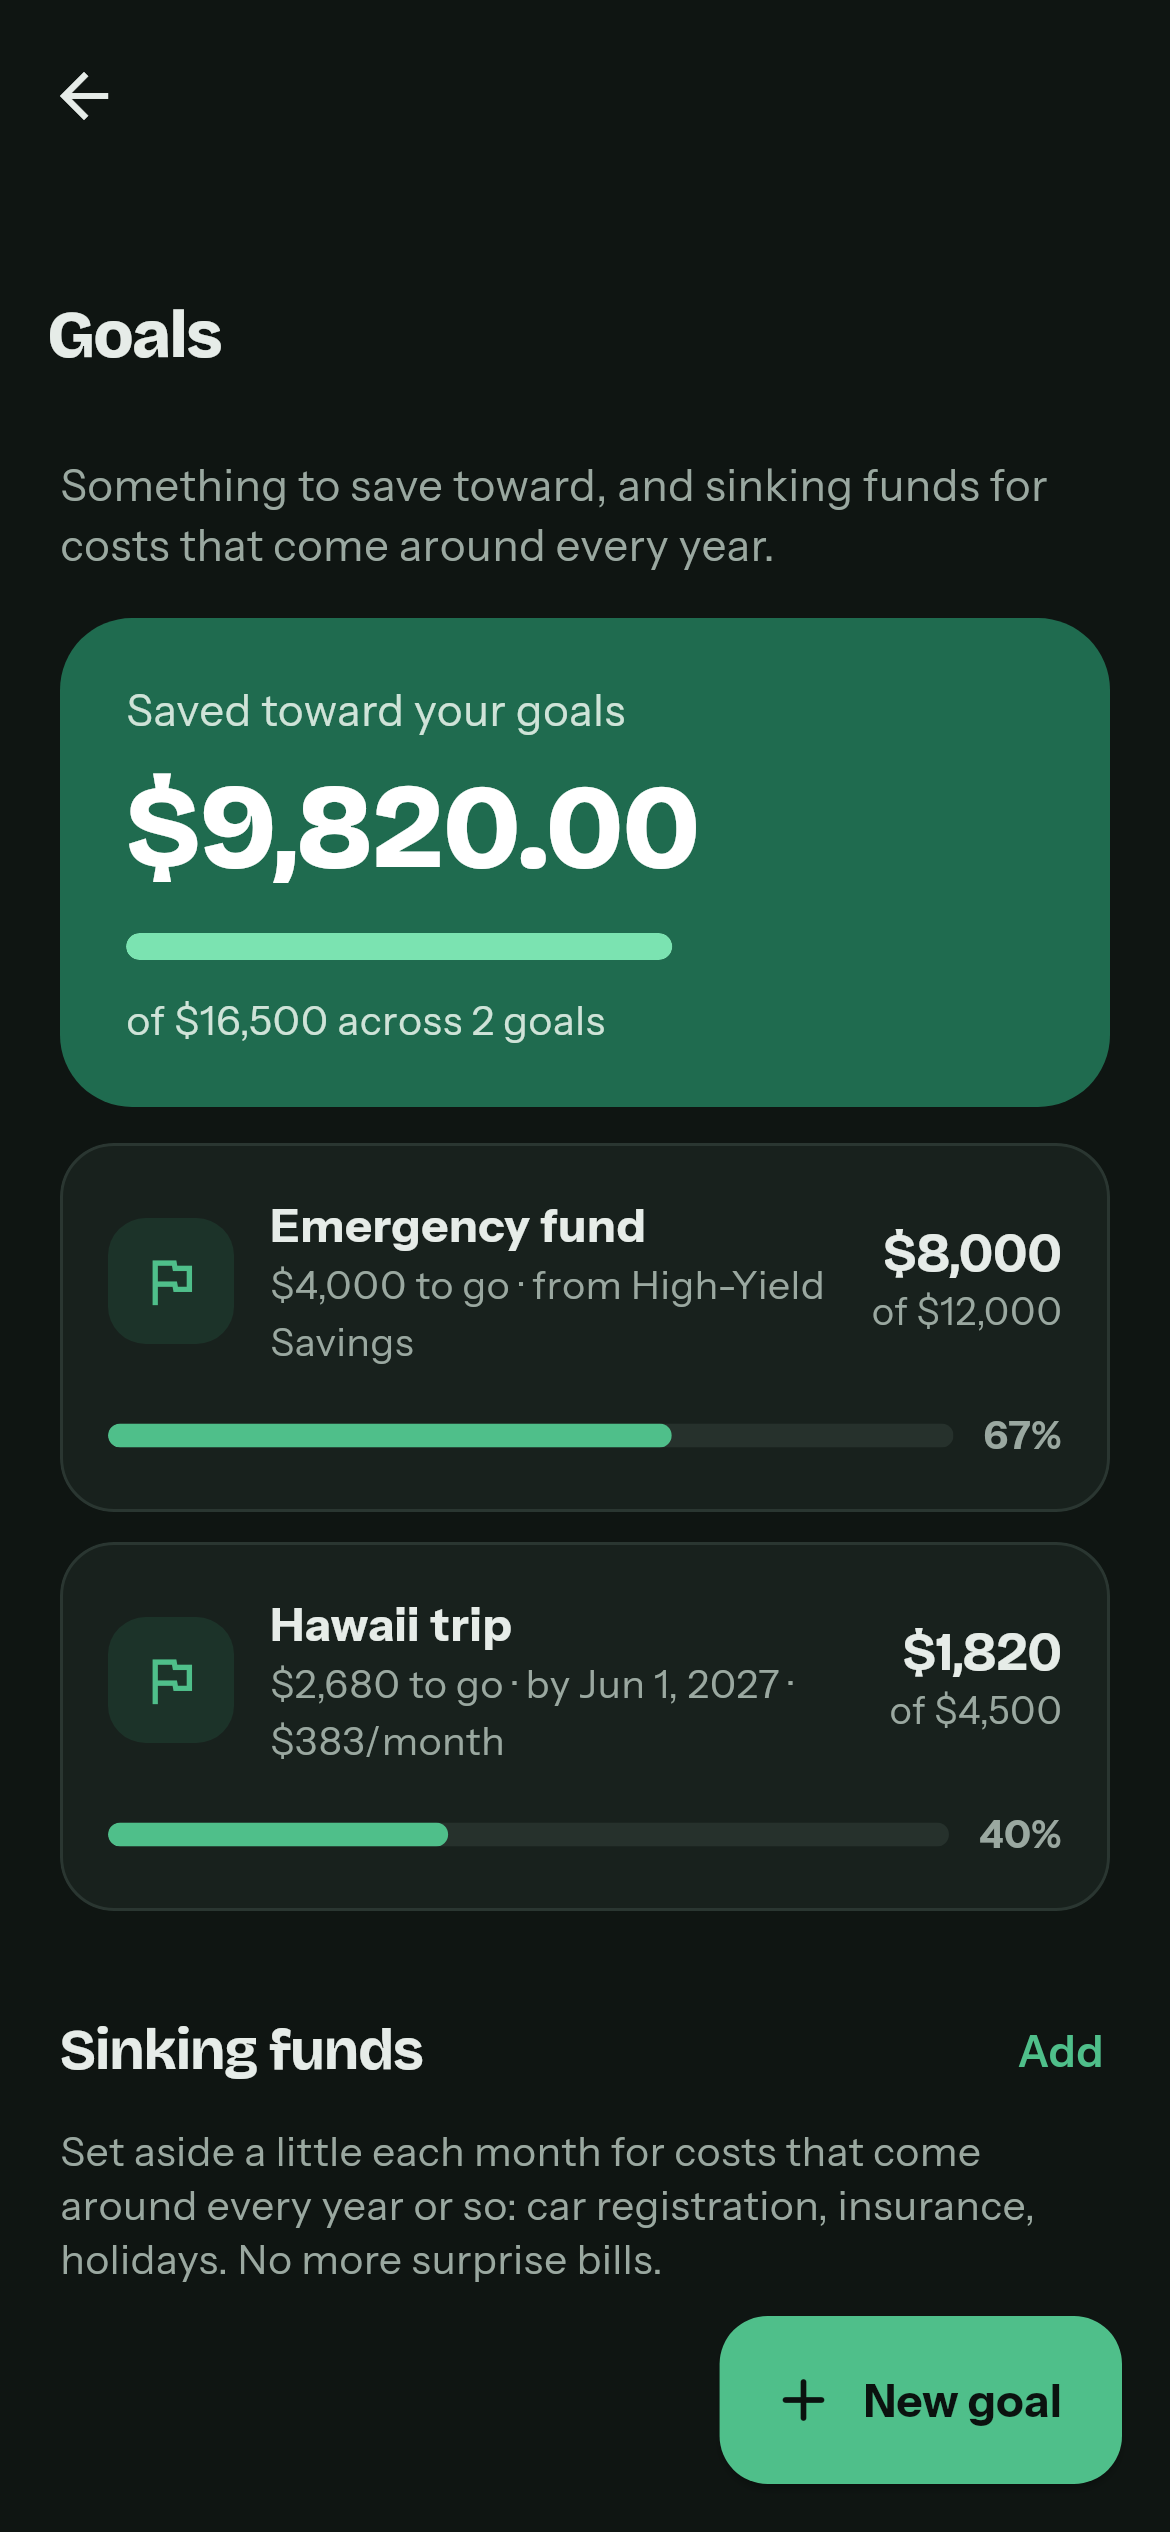 Goals
Something to save toward, and sinking funds for
costs that come around every year.
Saved toward your goals
$9,820.00
of $16,500 across 2 goals
Emergency fund
$4,000 to go · from High-Yield
Savings
$8,000
of $12,000
67%
Hawaii trip
$2,680 to go · by Jun 1, 2027 ·
$383/month
$1,820
of $4,500
40%
Sinking funds
Add
Set aside a little each month for costs that come
around every year or so: car registration, insurance,
holidays. No more surprise bills.
New goal